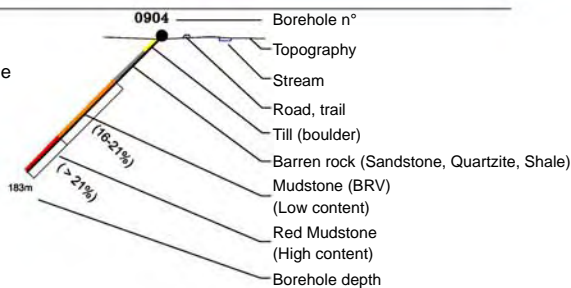 0904
Borehole n°
Topography
e
Stream
Road, trail
Till (boulder)
Barren rock (Sandstone, Quartzite, Shale)
(16-21%)
Mudstone (BRV)
(Low content)
(> 21%)
183m
Red Mudstone
(High content)
Borehole depth